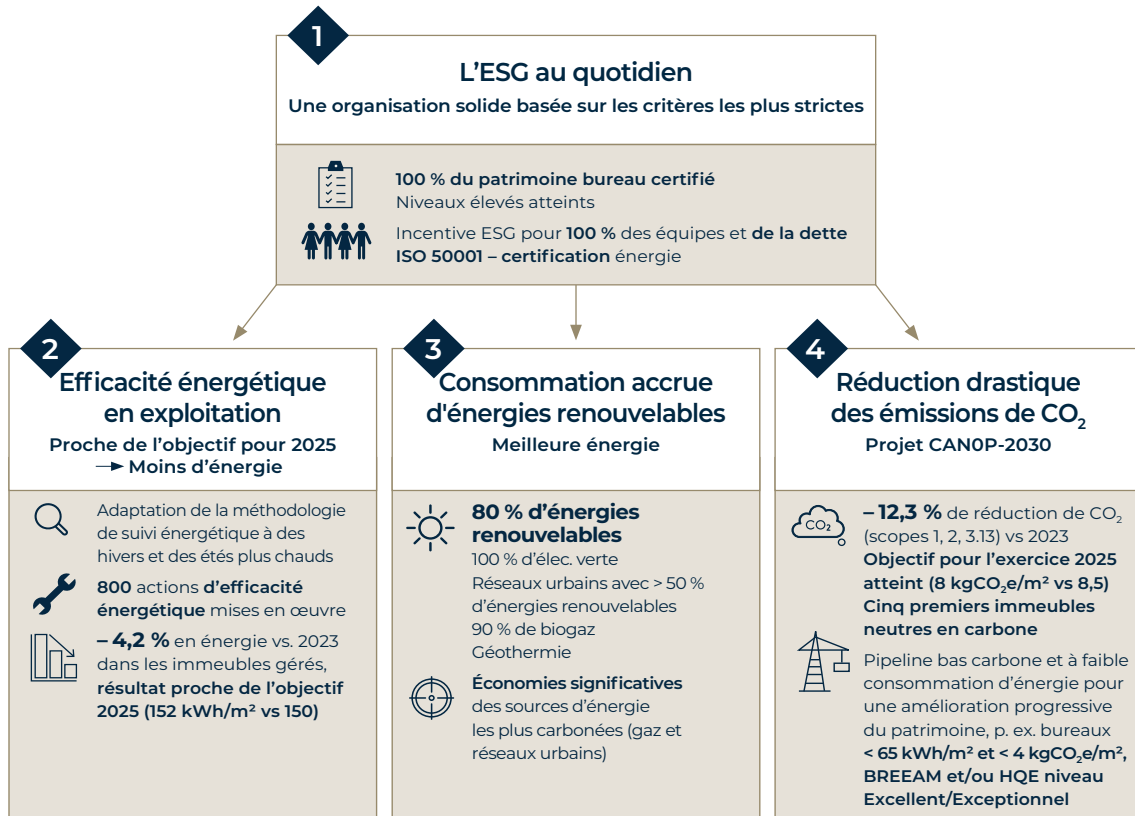 1
L'ESG au quotidien
Une organisation solide basée sur les critères les plus strictes
100 % du patrimoine bureau certifié
Niveaux élevés atteints
Incentive ESG pour 100 % des équipes et de la dette
ISO 50001 – certification énergie
2
Efficacité énergétique
en exploitation
Proche de l'objectif pour 2025
→ Moins d'énergie
Adaptation de la méthodologie
de suivi énergétique à des
hivers et des étés plus chauds
800 actions d'efficacité
énergétique mises en œuvre
– 4,2 % en énergie vs. 2023
dans les immeubles gérés,
résultat proche de l'objectif
2025 (152 kWh/m² vs 150)
3
Consommation accrue
d'énergies renouvelables
Meilleure énergie
80 % d'énergies
renouvelables
100 % d'élec. verte
Réseaux urbains avec > 50 %
d'énergies renouvelables
90 % de biogaz
Géothermie
Économies significatives
des sources d'énergie
les plus carbonées (gaz et
réseaux urbains)
4
Réduction drastique
des émissions de CO₂
Projet CAN0P-2030
CO₂
– 12,3 % de réduction de CO₂
(scopes 1, 2, 3.13) vs 2023
Objectif pour l'exercice 2025
atteint (8 kgCO₂e/m² vs 8,5)
Cinq premiers immeubles
neutres en carbone
Pipeline bas carbone et à faible
consommation d'énergie pour
une amélioration progressive
du patrimoine, p. ex. bureaux
< 65 kWh/m² et < 4 kgCO₂e/m²,
BREEAM et/ou HQE niveau
Excellent/Exceptionnel